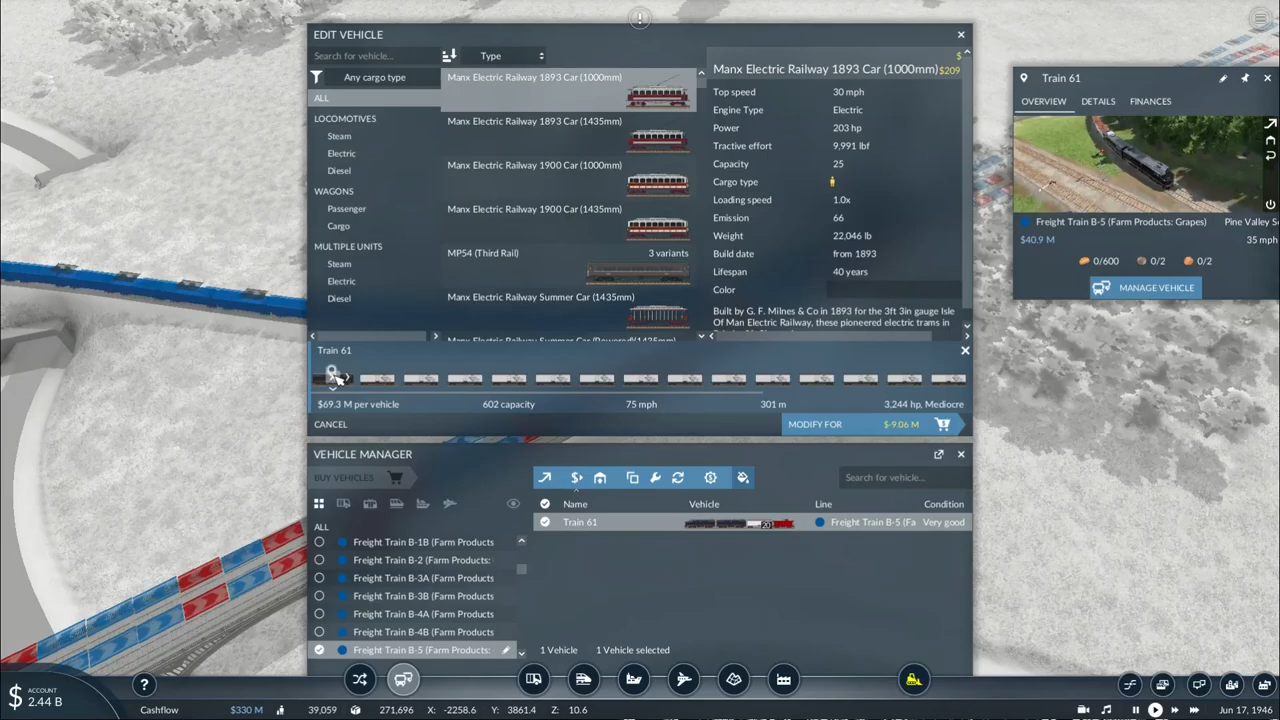 EDIT VEHICLE
Search for vehicle...
Type
Any cargo type
ALL
LOCOMOTIVES
Steam
Electric
Diesel
WAGONS
Passenger
Cargo
MULTIPLE UNITS
Steam
Electric
Diesel
Manx Electric Railway 1893 Car (1000mm)
Manx Electric Railway 1893 Car (1435mm)
Manx Electric Railway 1900 Car (1000mm)
Manx Electric Railway 1900 Car (1435mm)
MP54 (Third Rail) 3 variants
Manx Electric Railway Summer Car (1435mm)
Manx Electric Railway Summer Car (Powered)(1435mm)
$
Manx Electric Railway 1893 Car (1000mm) $209
Top speed 30 mph
Engine Type Electric
Power 203 hp
Tractive effort 9,991 lbf
Capacity 25
Cargo type
Loading speed 1.0x
Emission 66
Weight 22,046 lb
Build date from 1893
Lifespan 40 years
Color
Built by G. F. Milnes & Co in 1893 for the 3ft 3in gauge Isle
Of Man Electric Railway, these pioneered electric trams in
Train 61
$69.3 M per vehicle 602 capacity 75 mph 301 m 3,244 hp, Mediocre
CANCEL
MODIFY FOR $-9.06 M
VEHICLE MANAGER
BUY VEHICLES
Search for vehicle...
Name Vehicle Line Condition
Train 61 20 Freight Train B-5 (Fa Very good
ALL
Freight Train B-1B (Farm Products
Freight Train B-2 (Farm Products:
Freight Train B-3A (Farm Products
Freight Train B-3B (Farm Products
Freight Train B-4A (Farm Products
Freight Train B-4B (Farm Products
Freight Train B-5 (Farm Products:
1 Vehicle 1 Vehicle selected
Train 61
OVERVIEW DETAILS FINANCES
Freight Train B-5 (Farm Products: Grapes) Pine Valley S
$40.9 M 35 mph
0/600 0/2 0/2
MANAGE VEHICLE
$ ACCOUNT
2.44 B
?
Cashflow $330 M 39,059 271,696 X: -2258.6 Y: 3861.4 Z: 10.6
Jun 17, 1946